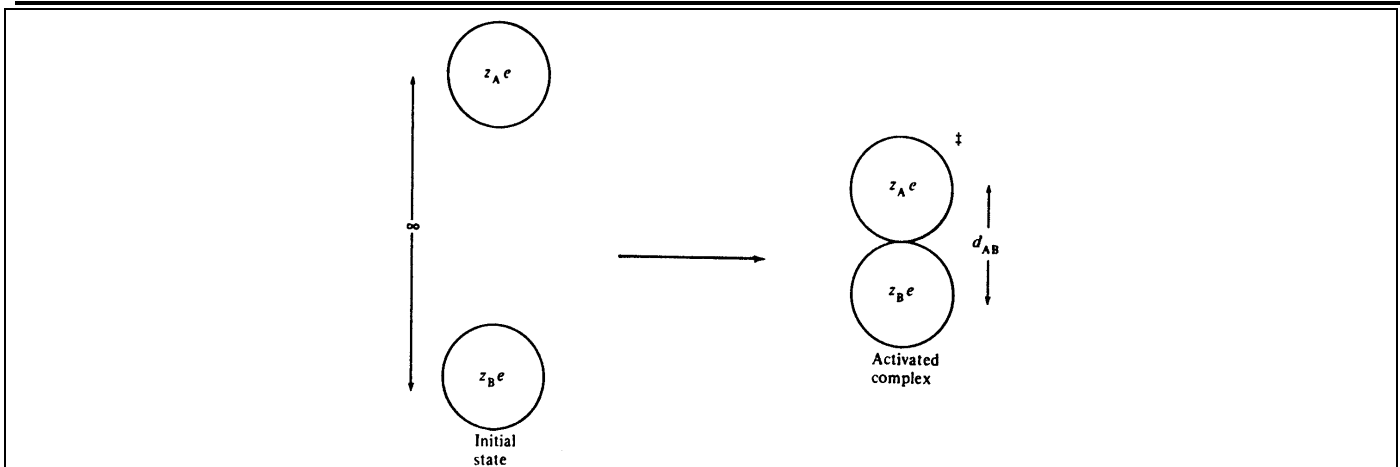 z_A e
∞
z_B e
Initial
state
‡
z_A e
d_AB
z_B e
Activated
complex